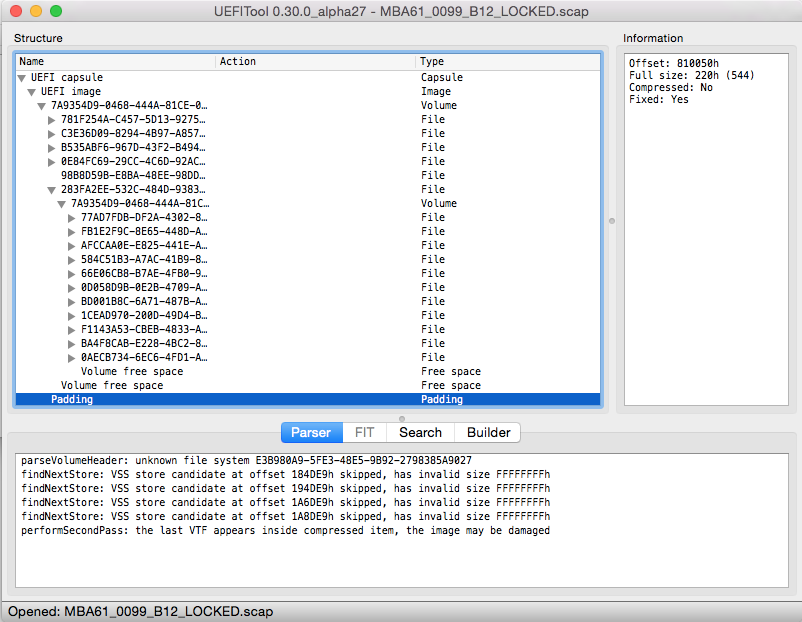 UEFITool 0.30.0_alpha27 - MBA61_0099_B12_LOCKED.scap
Structure
Name Action Type
UEFI capsule Capsule
UEFI image Image
7A9354D9-0468-444A-81CE-0… Volume
781F254A-C457-5D13-9275… File
C3E36D09-8294-4B97-A857… File
B535ABF6-967D-43F2-B494… File
0E84FC69-29CC-4C6D-92AC… File
98B8D59B-E8BA-48EE-98DD… File
283FA2EE-532C-484D-9383… File
7A9354D9-0468-444A-81C… Volume
77AD7FDB-DF2A-4302-8… File
FB1E2F9C-8E65-448D-A… File
AFCCAA0E-E825-441E-A… File
584C51B3-A7AC-41B9-8… File
66E06CB8-B7AE-4FB0-9… File
0D058D9B-0E2B-4709-A… File
BD001B8C-6A71-487B-A… File
1CEAD970-200D-49D4-B… File
F1143A53-CBEB-4833-A… File
BA4F8CAB-E228-4BC2-8… File
0AECB734-6EC6-4FD1-A… File
Volume free space Free space
Volume free space Free space
Padding Padding
Information
Offset: 810050h
Full size: 220h (544)
Compressed: No
Fixed: Yes
Parser FIT Search Builder
parseVolumeHeader: unknown file system E3B980A9-5FE3-48E5-9B92-2798385A9027
findNextStore: VSS store candidate at offset 184DE9h skipped, has invalid size FFFFFFFFh
findNextStore: VSS store candidate at offset 194DE9h skipped, has invalid size FFFFFFFFh
findNextStore: VSS store candidate at offset 1A6DE9h skipped, has invalid size FFFFFFFFh
findNextStore: VSS store candidate at offset 1A8DE9h skipped, has invalid size FFFFFFFFh
performSecondPass: the last VTF appears inside compressed item, the image may be damaged
Opened: MBA61_0099_B12_LOCKED.scap